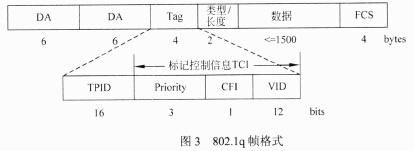 DA DA Tag 类型/长度 数据 FCS
6 6 4 2 <=1500 4 bytes
标记控制信息TCI
TPID Priority CFI VID
16 3 1 12 bits
图 3 802.1q 帧格式